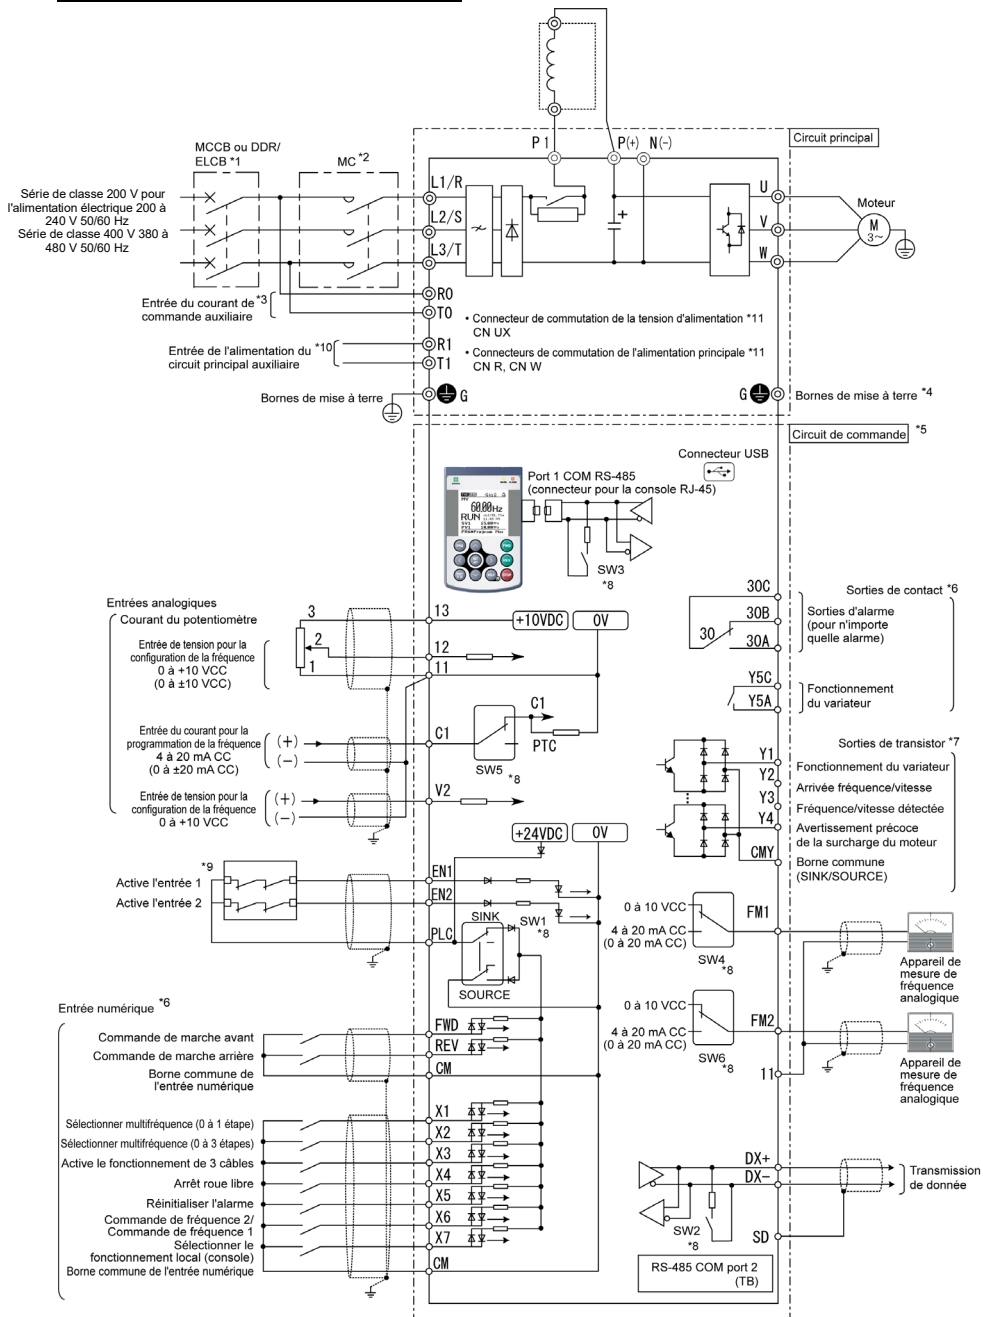 P1
P(+)
N(-)
Circuit principal
MCCB ou DDR/
ELCB *1
MC *2
Série de classe 200 V pour
l'alimentation électrique 200 à
240 V 50/60 Hz
Série de classe 400 V 380 à
480 V 50/60 Hz
L1/R
L2/S
L3/T
+
U
V
W
Moteur
M
3~
R0
T0
Entrée du courant de *3
commande auxiliaire
• Connecteur de commutation de la tension d'alimentation *11
CN UX
R1
T1
Entrée de l'alimentation du *10
circuit principal auxiliaire
• Connecteurs de commutation de l'alimentation principale *11
CN R, CN W
Bornes de mise à terre
G
G
Bornes de mise à terre *4
Circuit de commande *5
Connecteur USB
Port 1 COM RS-485
(connecteur pour la console RJ-45)
60.00Hz
RUN
SW3
*8
Sorties de contact *6
30C
30B
30
30A
Sorties d'alarme
(pour n'importe
quelle alarme)
Y5C
Y5A
Fonctionnement
du variateur
Entrées analogiques
Courant du potentiomètre
Entrée de tension pour la
configuration de la fréquence
0 à +10 VCC
(0 à ±10 VCC)
3
2
1
13
12
11
+10VDC
0V
Entrée du courant pour la
programmation de la fréquence
4 à 20 mA CC
(0 à ±20 mA CC)
(+)
(−)
C1
C1
PTC
SW5
*8
Entrée de tension pour la
configuration de la fréquence
0 à +10 VCC
(+)
(−)
V2
Sorties de transistor *7
Y1
Y2
Y3
Y4
CMY
Fonctionnement du variateur
Arrivée fréquence/vitesse
Fréquence/vitesse détectée
Avertissement précoce
de la surcharge du moteur
Borne commune
(SINK/SOURCE)
+24VDC
0V
*9
Active l'entrée 1
Active l'entrée 2
EN1
EN2
PLC
SINK
SW1
*8
SOURCE
0 à 10 VCC
4 à 20 mA CC
(0 à 20 mA CC)
FM1
SW4
*8
Appareil de
mesure de
fréquence
analogique
0 à 10 VCC
4 à 20 mA CC
(0 à 20 mA CC)
FM2
SW6
*8
11
Appareil de
mesure de
fréquence
analogique
Entrée numérique *6
Commande de marche avant
Commande de marche arrière
Borne commune de
l'entrée numérique
FWD
REV
CM
Sélectionner multifréquence (0 à 1 étape)
Sélectionner multifréquence (0 à 3 étapes)
Active le fonctionnement de 3 câbles
Arrêt roue libre
Réinitialiser l'alarme
Commande de fréquence 2/
Commande de fréquence 1
Sélectionner le
fonctionnement local (console)
Borne commune de l'entrée numérique
X1
X2
X3
X4
X5
X6
X7
CM
DX+
DX−
SD
Transmission
de donnée
SW2
*8
RS-485 COM port 2
(TB)